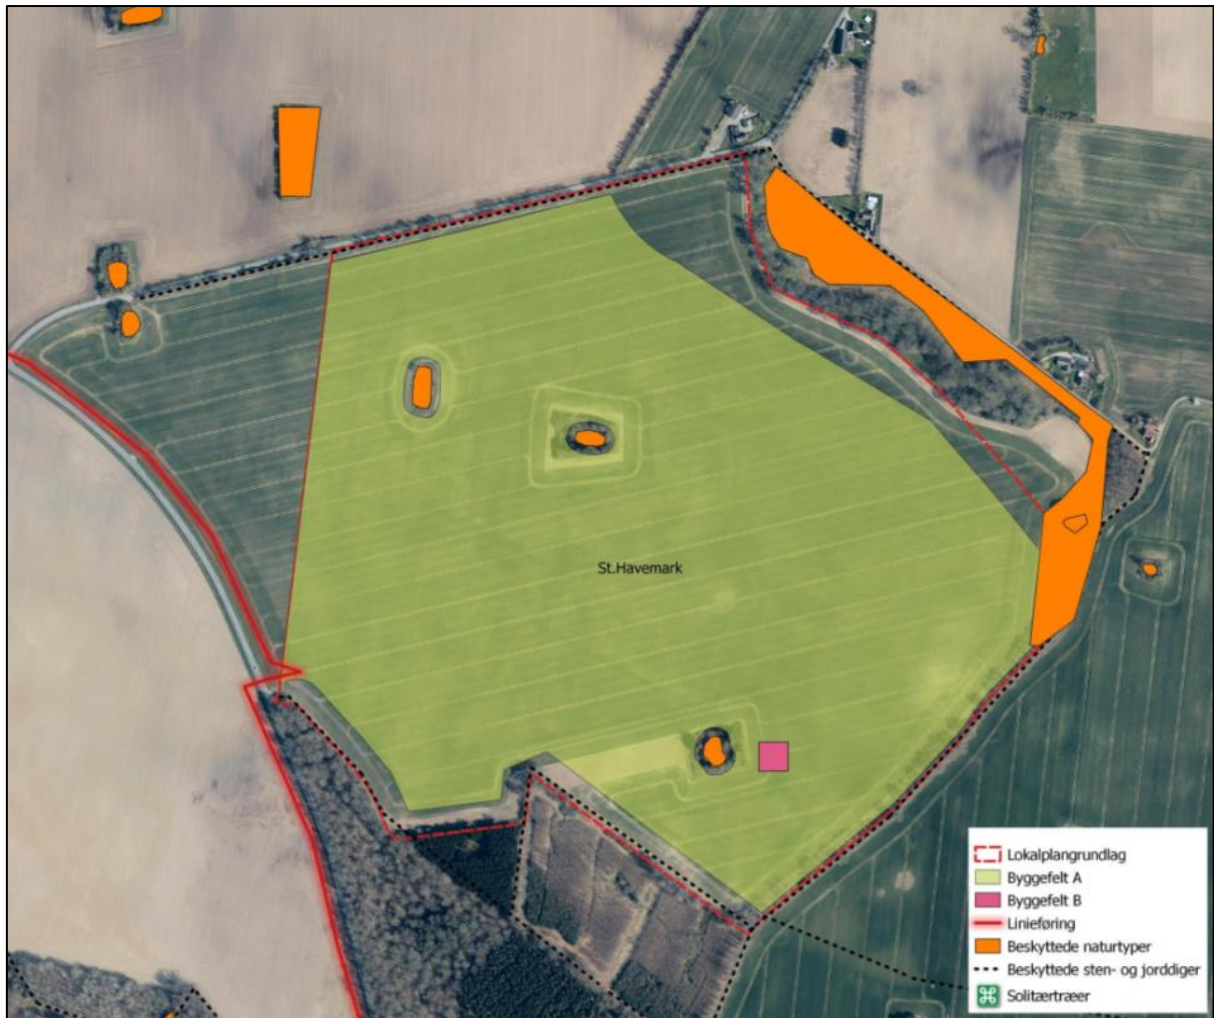 St.Havemark
Lokalplangrundlag
Byggefelt A
Byggefelt B
Linieføring
Beskyttede naturtyper
Beskyttede sten- og jorddiger
Solitærtræer